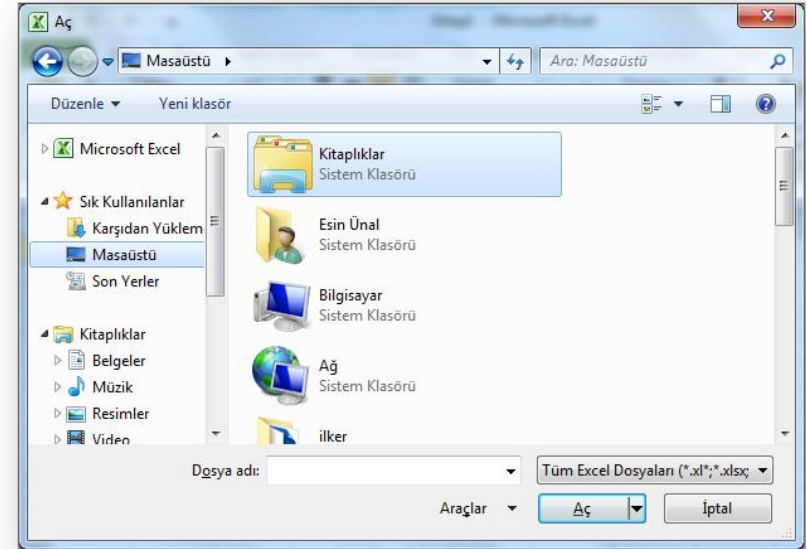 Aç
Masaüstü
Ara: Masaüstü
Düzenle
Yeni klasör
Microsoft Excel
Sık Kullanılanlar
Karşıdan Yüklem
Masaüstü
Son Yerler
Kitaplıklar
Belgeler
Müzik
Resimler
Video
Kitaplıklar
Sistem Klasörü
Esin Ünal
Sistem Klasörü
Bilgisayar
Sistem Klasörü
Ağ
Sistem Klasörü
ilker
Dosya adı:
Tüm Excel Dosyaları (*.xl*;*.xlsx;
Araçlar
Aç
İptal